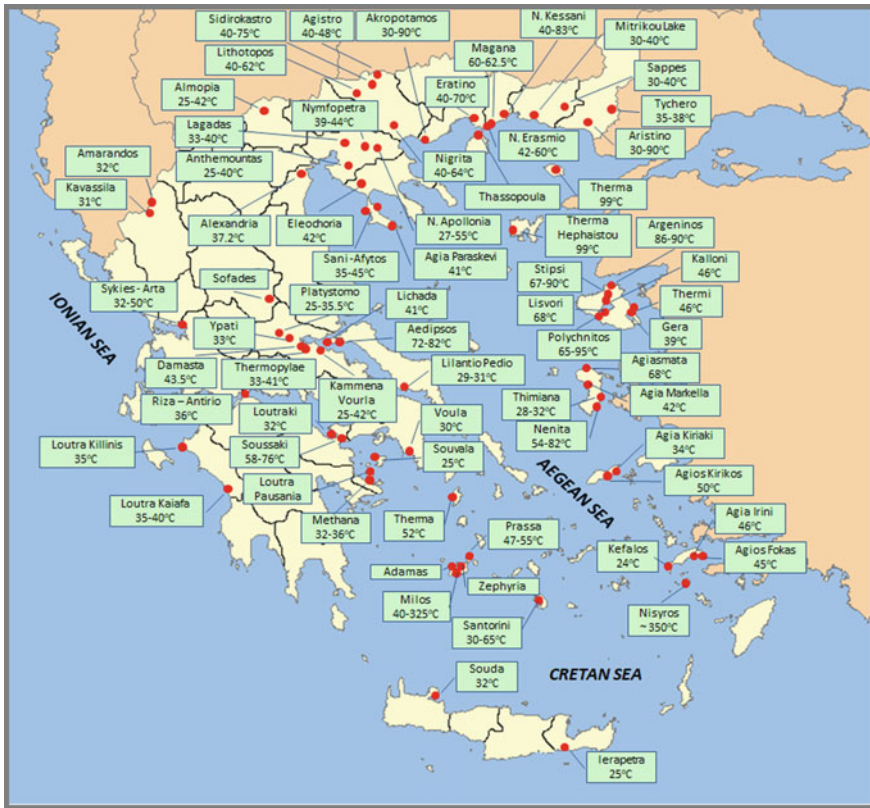 Sidirokastro
40-75°C
Agistro
40-48°C
Akropotamos
30-90°C
N. Kessani
40-83°C
Mitrikou Lake
30-40°C
Lithotopos
40-62°C
Magana
60-62.5°C
Sappes
30-40°C
Almopia
25-42°C
Eratino
40-70°C
Tychero
35-38°C
Nymfopetra
39-44°C
Lagadas
33-40°C
N. Erasmio
42-60°C
Aristino
30-90°C
Anthemountas
25-40°C
Nigrita
40-64°C
Amarandos
32°C
Thassopoula
Therma
99°C
Kavassila
31°C
Alexandria
37.2°C
Eleochoria
42°C
N. Apollonia
27-55°C
Therma
Hephaistou
99°C
Argeninos
86-90°C
Sani-Afytos
35-45°C
Agia Paraskevi
41°C
Kalloni
46°C
Stipsi
67-90°C
IONIAN SEA
Sofades
Sykies - Arta
32-50°C
Platystomo
25-35.5°C
Lichada
41°C
Lisvori
68°C
Thermi
46°C
Ypati
33°C
Aedipsos
72-82°C
Gera
39°C
Polychnitos
65-95°C
Damasta
43.5°C
Thermopylae
33-41°C
Lilantio Pedio
29-31°C
Agiasmata
68°C
Riza – Antirio
36°C
Kammena
Vourla
25-42°C
Thimiana
28-32°C
Agia Markella
42°C
Loutraki
32°C
Voula
30°C
Nenita
54-82°C
Loutra Killinis
35°C
Soussaki
58-76°C
Souvala
25°C
Agia Kiriaki
34°C
AEGEAN SEA
Loutra
Pausania
Agios Kirikos
50°C
Loutra Kaiafa
35-40°C
Methana
32-36°C
Therma
52°C
Agia Irini
46°C
Prassa
47-55°C
Kefalos
24°C
Agios Fokas
45°C
Adamas
Zephyria
Milos
40-325°C
Santorini
30-65°C
Nisyros
~ 350°C
Souda
32°C
CRETAN SEA
Ierapetra
25°C